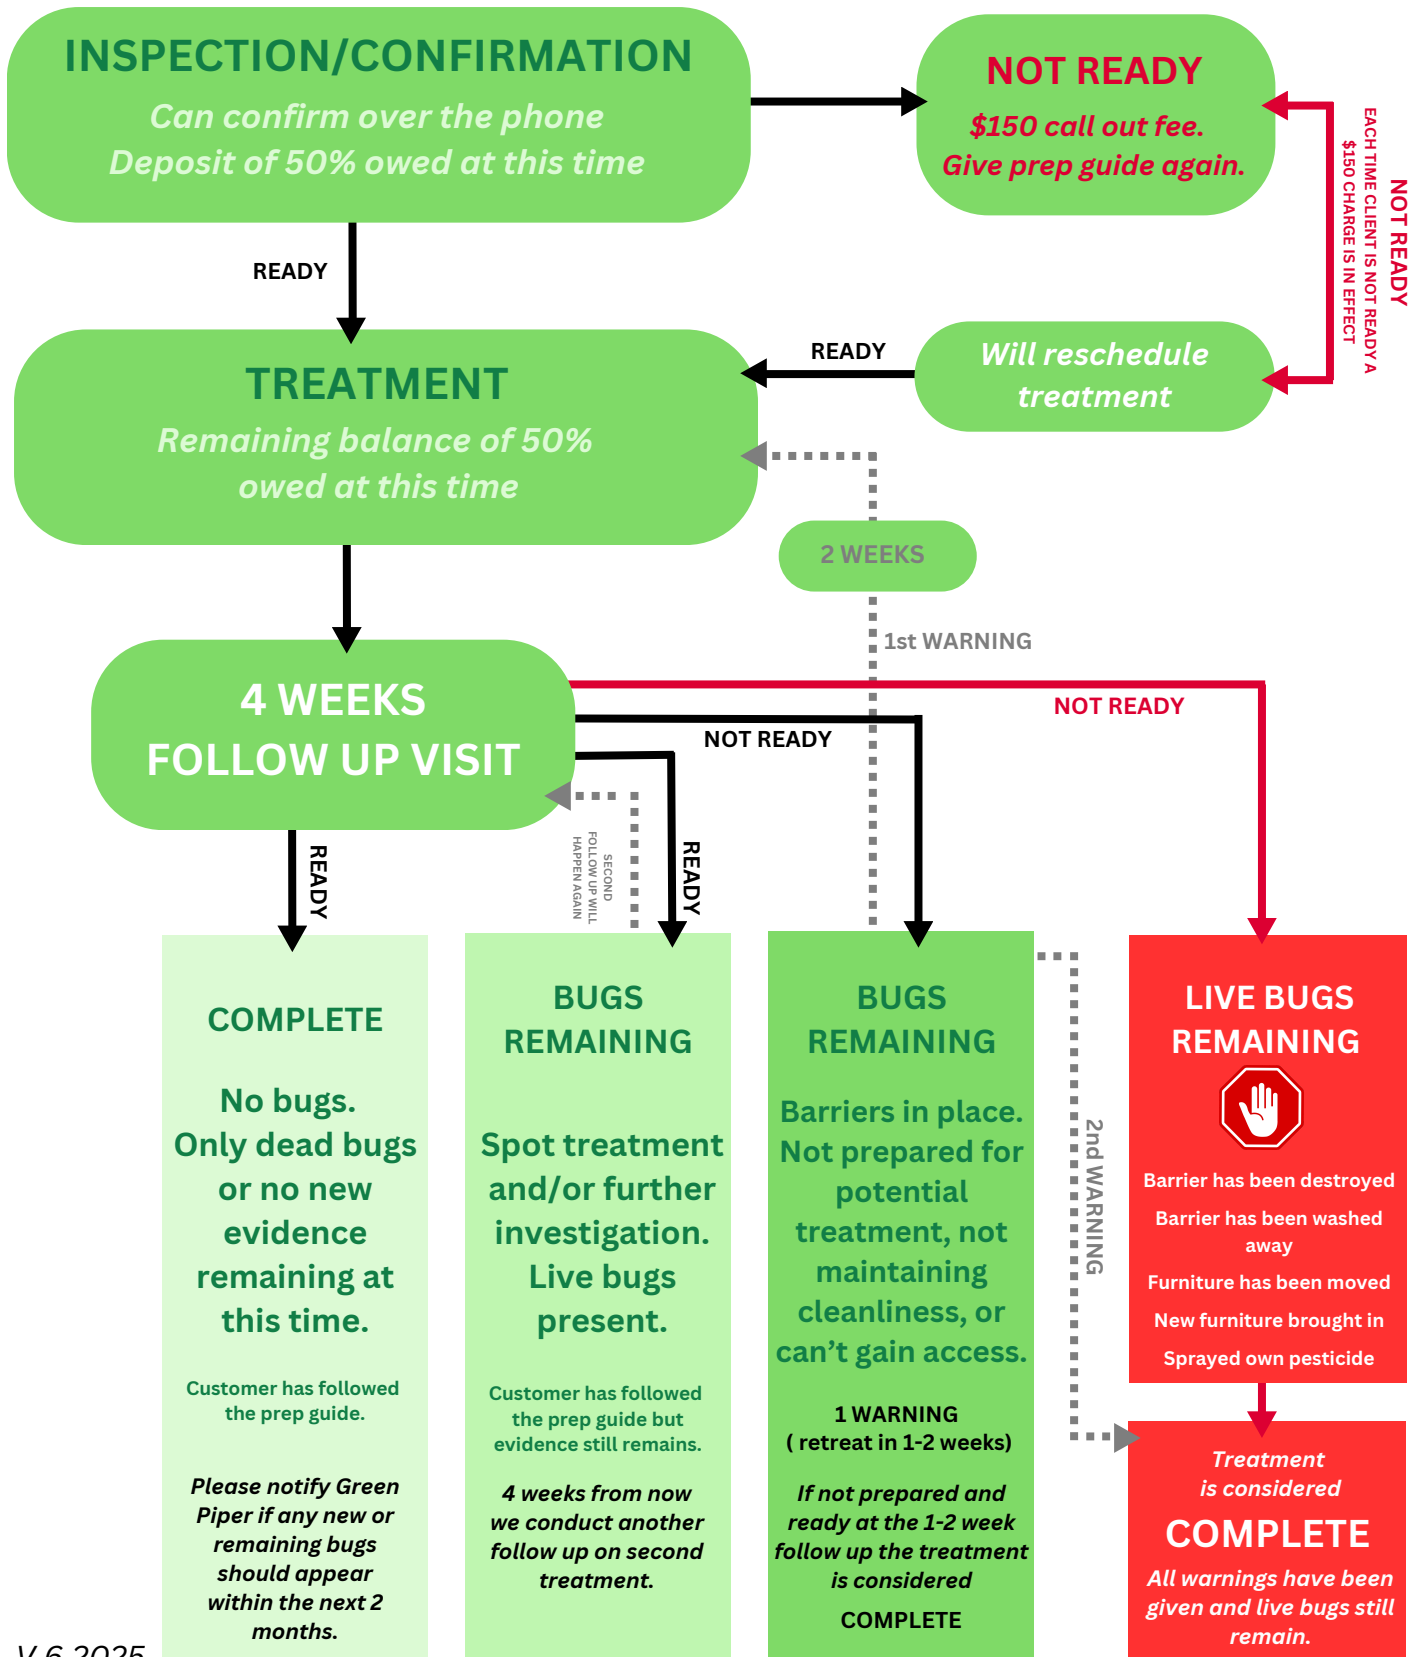 INSPECTION/CONFIRMATION
Can confirm over the phone
Deposit of 50% owed at this time
NOT READY
$150 call out fee.
Give prep guide again.
NOT READY
EACH TIME CLIENT IS NOT READY A
$150 CHARGE IS IN EFFECT
READY
READY
Will reschedule
treatment
TREATMENT
Remaining balance of 50%
owed at this time
2 WEEKS
1st WARNING
4 WEEKS
FOLLOW UP VISIT
NOT READY
NOT READY
READY
SECOND
FOLLOW UP WILL
HAPPEN AGAIN
READY
COMPLETE
No bugs.
Only dead bugs
or no new
evidence
remaining at
this time.
Customer has followed
the prep guide.
Please notify Green
Piper if any new or
remaining bugs
should appear
within the next 2
months.
BUGS
REMAINING
Spot treatment
and/or further
investigation.
Live bugs
present.
Customer has followed
the prep guide but
evidence still remains.
4 weeks from now
we conduct another
follow up on second
treatment.
BUGS
REMAINING
Barriers in place.
Not prepared for
potential
treatment, not
maintaining
cleanliness, or
can't gain access.
1 WARNING
( retreat in 1-2 weeks)
If not prepared and
ready at the 1-2 week
follow up the treatment
is considered
COMPLETE
2nd WARNING
LIVE BUGS
REMAINING
Barrier has been destroyed
Barrier has been washed
away
Furniture has been moved
New furniture brought in
Sprayed own pesticide
Treatment
is considered
COMPLETE
All warnings have been
given and live bugs still
remain.
V. 6 2025